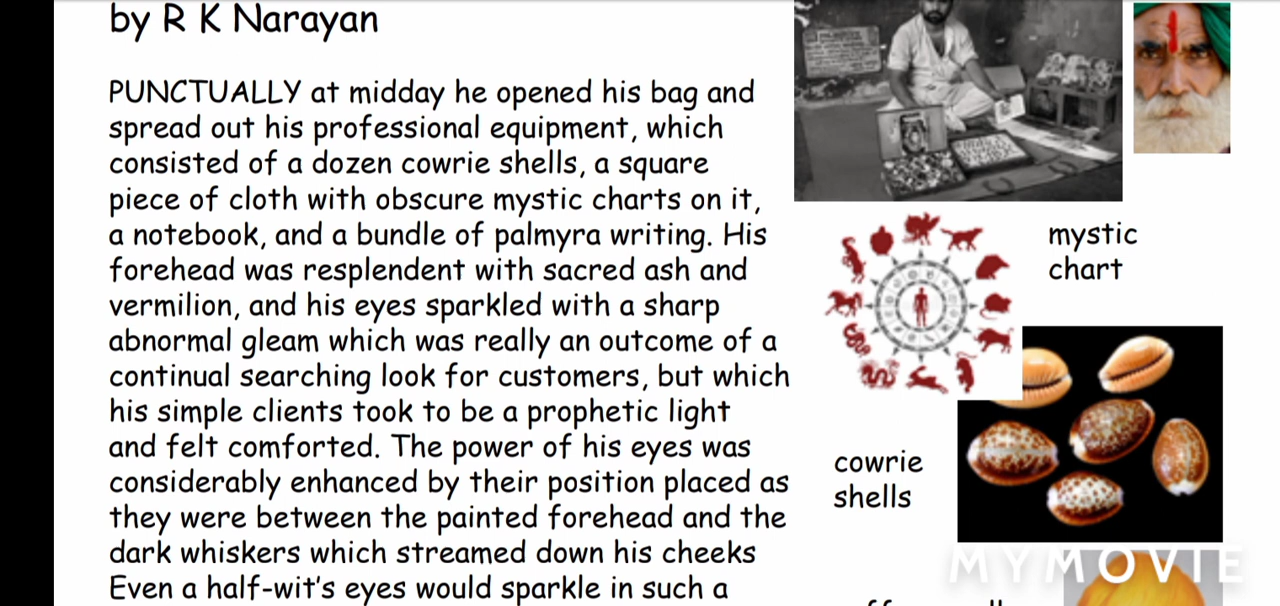 by R K Narayan
PUNCTUALLY at midday he opened his bag and
spread out his professional equipment, which
consisted of a dozen cowrie shells, a square
piece of cloth with obscure mystic charts on it,
a notebook, and a bundle of palmyra writing. His
forehead was resplendent with sacred ash and
vermilion, and his eyes sparkled with a sharp
abnormal gleam which was really an outcome of a
continual searching look for customers, but which
his simple clients took to be a prophetic light
and felt comforted. The power of his eyes was
considerably enhanced by their position placed as
they were between the painted forehead and the
dark whiskers which streamed down his cheeks
Even a half-wit's eyes would sparkle in such a
mystic
chart
cowrie
shells
MYMOVIE